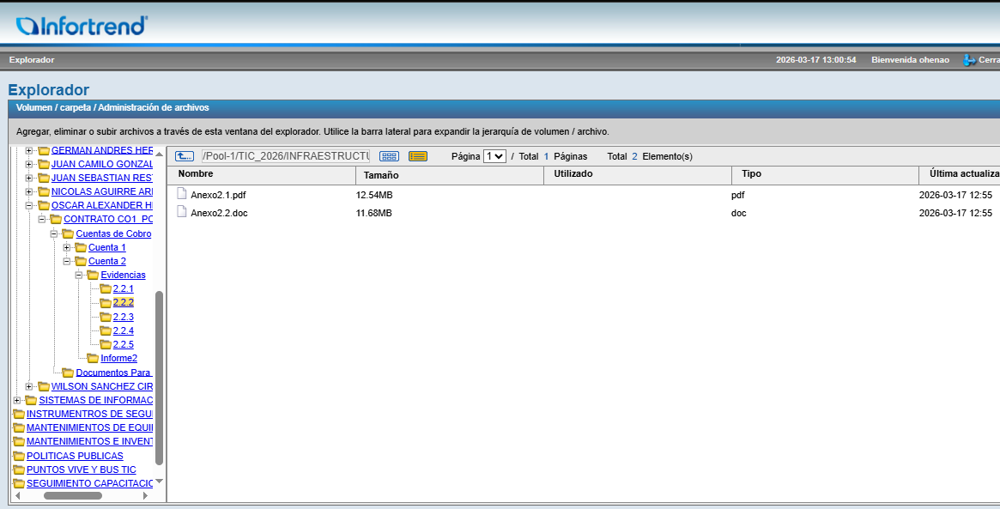 Infortrend
Explorador 2026-03-17 13:00:54 Bienvenida ohenao Cerra
Explorador
Volumen / carpeta / Administración de archivos
Agregar, eliminar o subir archivos a través de esta ventana del explorador. Utilice la barra lateral para expandir la jerarquía de volumen / archivo.
GERMAN ANDRES HER
JUAN CAMILO GONZAL
JUAN SEBASTIAN RES
NICOLAS AGUIRRE AR
OSCAR ALEXANDER H
CONTRATO CO1_PC
Cuentas de Cobro
Cuenta 1
Cuenta 2
Evidencias
2.2.1
2.2.2
2.2.3
2.2.4
2.2.5
Informe2
Documentos Para
WILSON SANCHEZ CIR
SISTEMAS DE INFORMAC
INSTRUMENTROS DE SEGU
MANTENIMIENTOS DE EQUI
MANTENIMIENTOS E INVENT
POLITICAS PUBLICAS
PUNTOS VIVE Y BUS TIC
SEGUIMIENTO CAPACITACIO
/Pool-1/TIC_2026/INFRAESTRUCTU Página 1 / Total 1 Páginas Total 2 Elemento(s)
Nombre Tamaño Utilizado Tipo Última actualiza
Anexo2.1.pdf 12.54MB pdf 2026-03-17 12:55
Anexo2.2.doc 11.68MB doc 2026-03-17 12:55